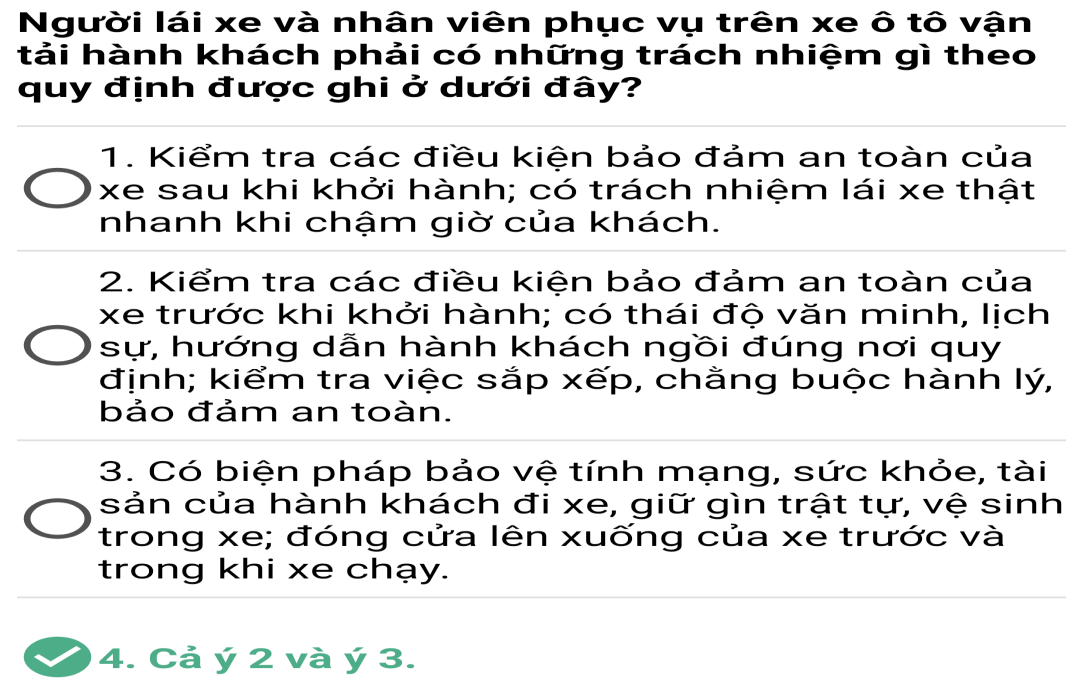 Người lái xe và nhân viên phục vụ trên xe ô tô vận
tải hành khách phải có những trách nhiệm gì theo
quy định được ghi ở dưới đây?
1. Kiểm tra các điều kiện bảo đảm an toàn của
xe sau khi khởi hành; có trách nhiệm lái xe thật
nhanh khi chậm giờ của khách.
2. Kiểm tra các điều kiện bảo đảm an toàn của
xe trước khi khởi hành; có thái độ văn minh, lịch
sự, hướng dẫn hành khách ngồi đúng nơi quy
định; kiểm tra việc sắp xếp, chằng buộc hành lý,
bảo đảm an toàn.
3. Có biện pháp bảo vệ tính mạng, sức khỏe, tài
sản của hành khách đi xe, giữ gìn trật tự, vệ sinh
trong xe; đóng cửa lên xuống của xe trước và
trong khi xe chạy.
4. Cả ý 2 và ý 3.